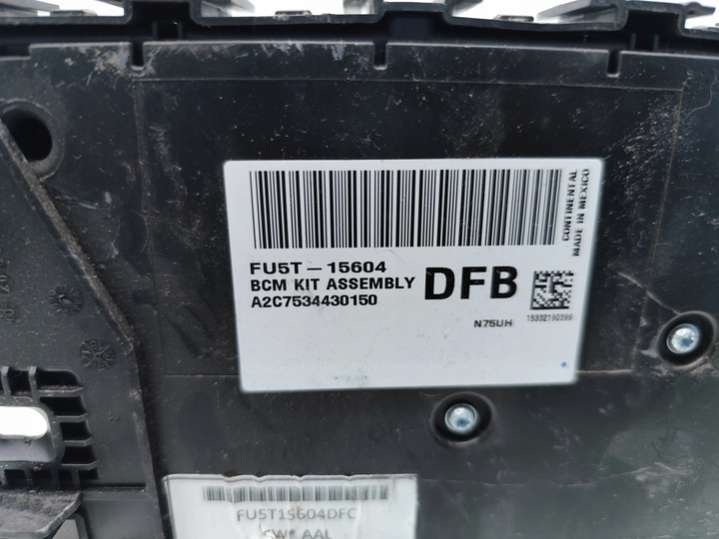 FU5T-15604
BCM KIT ASSEMBLY
A2C7534430150
DFB
CONTINENTAL
MADE IN MEXICO
N75UH
FU5T15604DFC